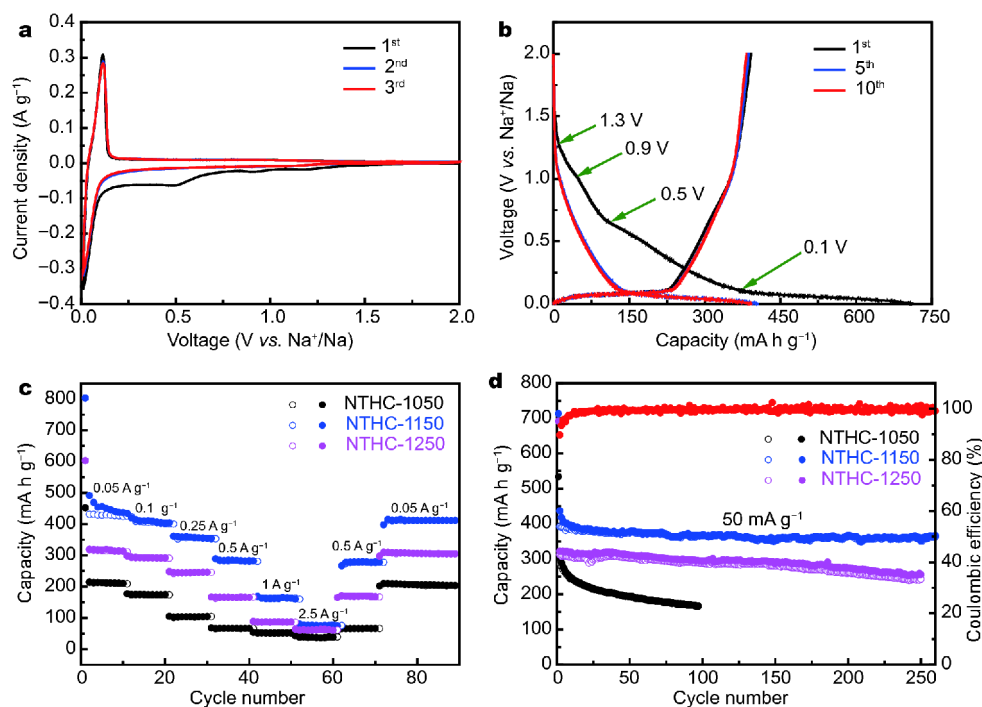 a
0.4
0.3
0.2
0.1
0.0
−0.1
−0.2
−0.3
−0.4
Current density (A g⁻¹)
1ˢᵗ
2ⁿᵈ
3ʳᵈ
0.0 0.5 1.0 1.5 2.0
Voltage (V vs. Na⁺/Na)
b
2.0
1.5
1.0
0.5
0.0
Voltage (V vs. Na⁺/Na)
1ˢᵗ
5ᵗʰ
10ᵗʰ
1.3 V
0.9 V
0.5 V
0.1 V
0 150 300 450 600 750
Capacity (mA h g⁻¹)
c
800
700
600
500
400
300
200
100
0
Capacity (mA h g⁻¹)
NTHC-1050
NTHC-1150
NTHC-1250
0.05 A g⁻¹
0.1 g⁻¹
0.25 A g⁻¹
0.5 A g⁻¹
1 A g⁻¹
2.5 A g⁻¹
0.5 A g⁻¹
0.05 A g⁻¹
0 20 40 60 80
Cycle number
d
800
700
600
500
400
300
200
100
0
Capacity (mA h g⁻¹)
NTHC-1050
NTHC-1150
NTHC-1250
50 mA g⁻¹
0 50 100 150 200 250
Cycle number
100
80
60
40
20
0
Coulombic efficiency (%)